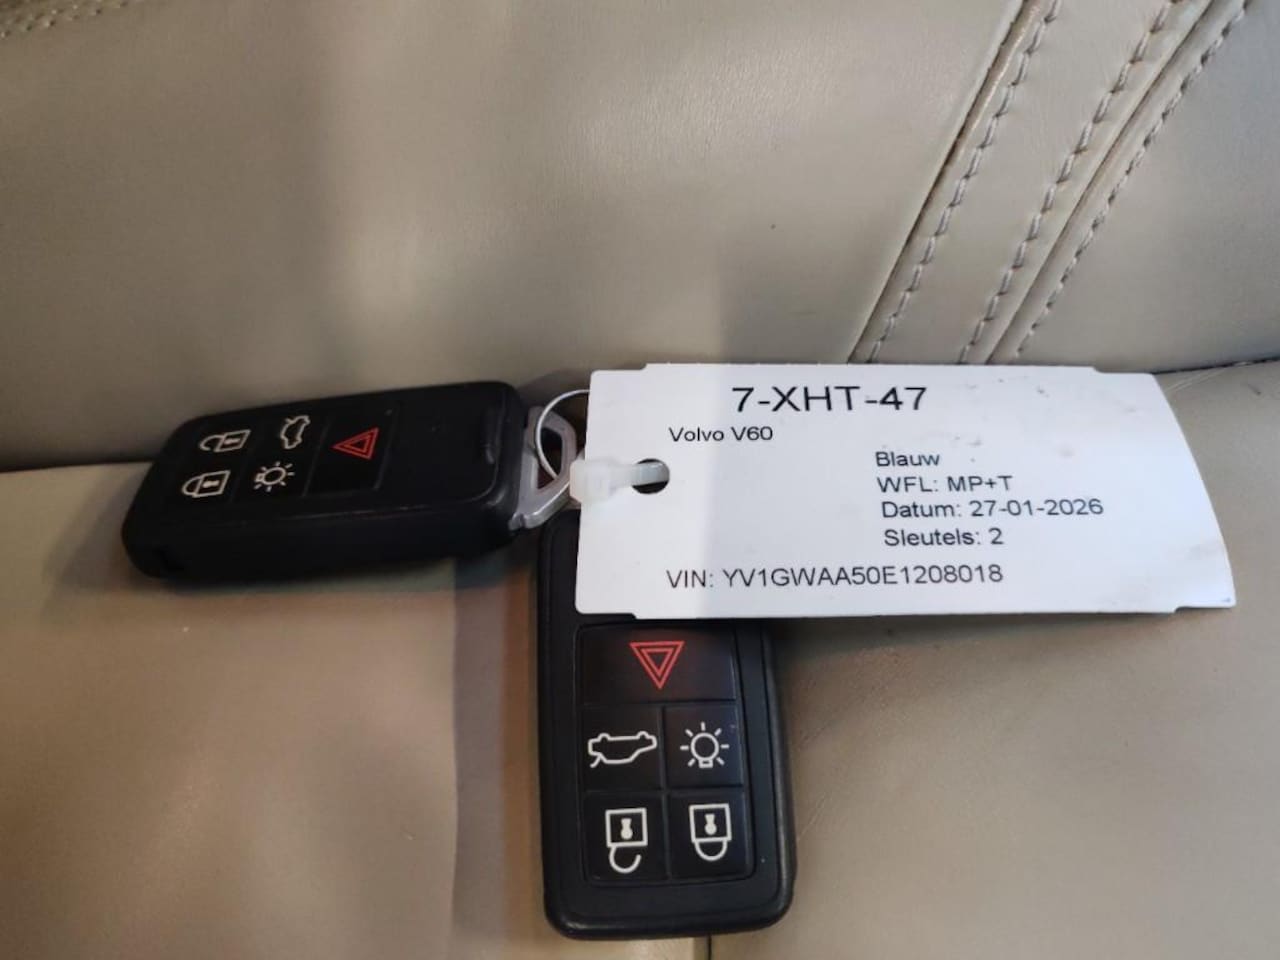 7-XHT-47
Volvo V60
Blauw
WFL: MP+T
Datum: 27-01-2026
Sleutels: 2
VIN: YV1GWAA50E1208018